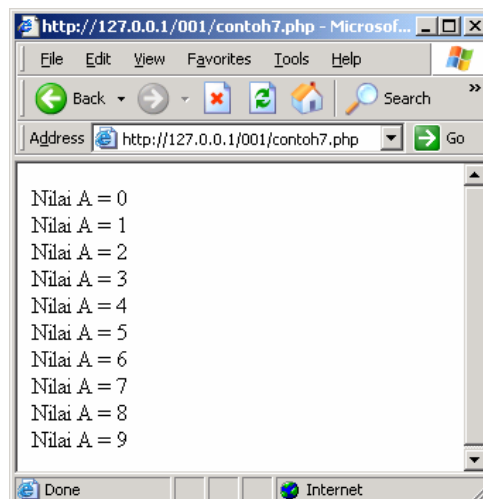 http://127.0.0.1/001/contoh7.php - Microsof...
File Edit View Favorites Tools Help
Back Search »
Address http://127.0.0.1/001/contoh7.php Go
Nilai A = 0
Nilai A = 1
Nilai A = 2
Nilai A = 3
Nilai A = 4
Nilai A = 5
Nilai A = 6
Nilai A = 7
Nilai A = 8
Nilai A = 9
Done Internet